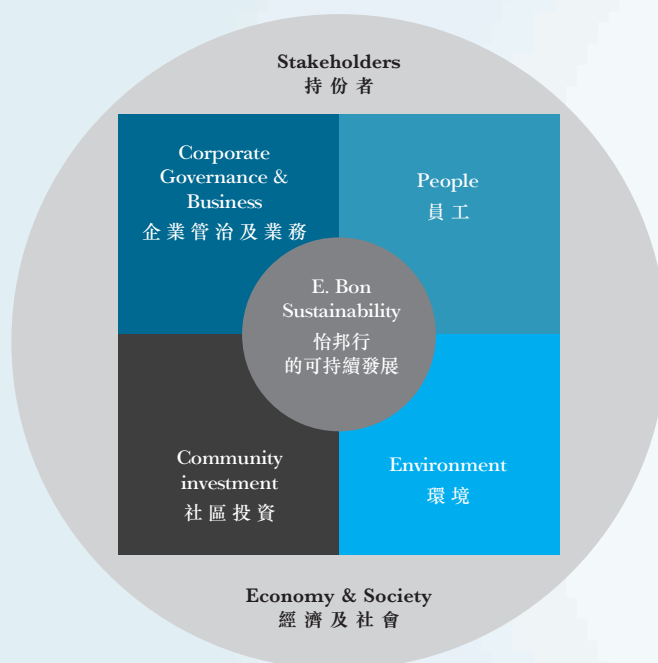 Stakeholders
持份者
Corporate
Governance &
Business
企業管治及業務
People
員工
E. Bon
Sustainability
怡邦行
的可持續發展
Community
investment
社區投資
Environment
環境
Economy & Society
經濟及社會